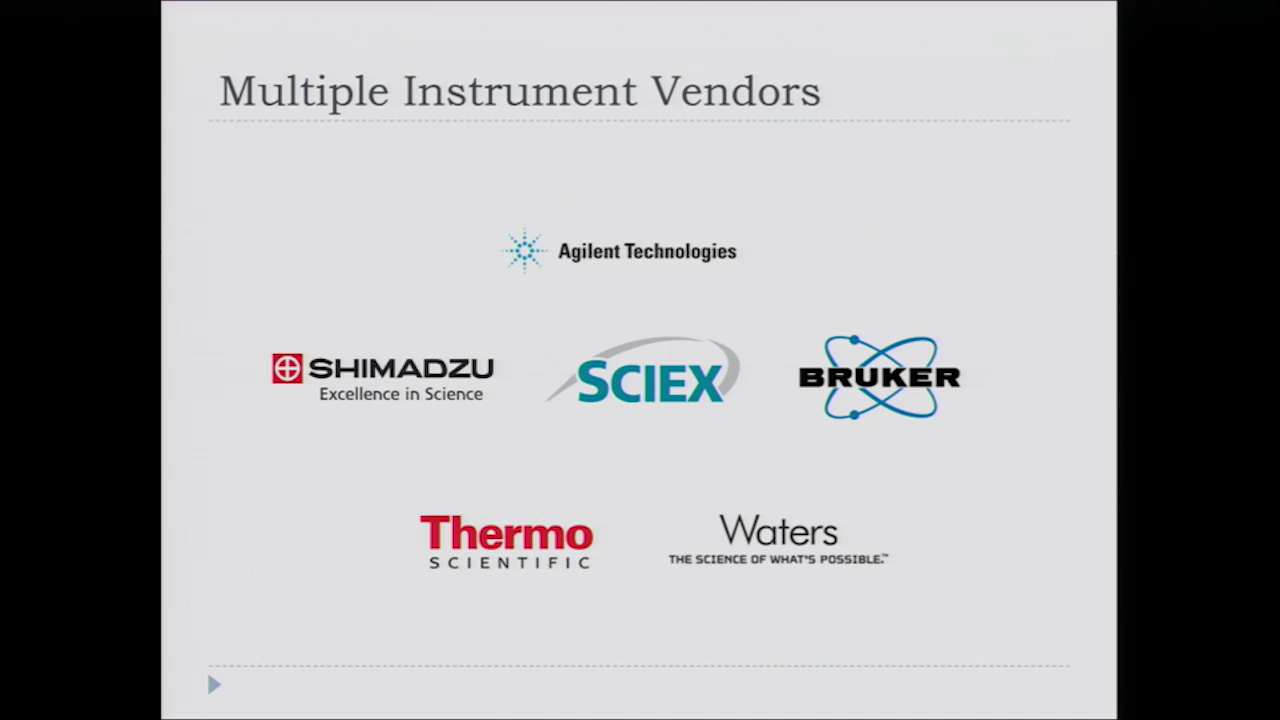 Multiple Instrument Vendors
Agilent Technologies
SHIMADZU
Excellence in Science
SCIEX
BRUKER
Thermo
SCIENTIFIC
Waters
THE SCIENCE OF WHAT'S POSSIBLE.™